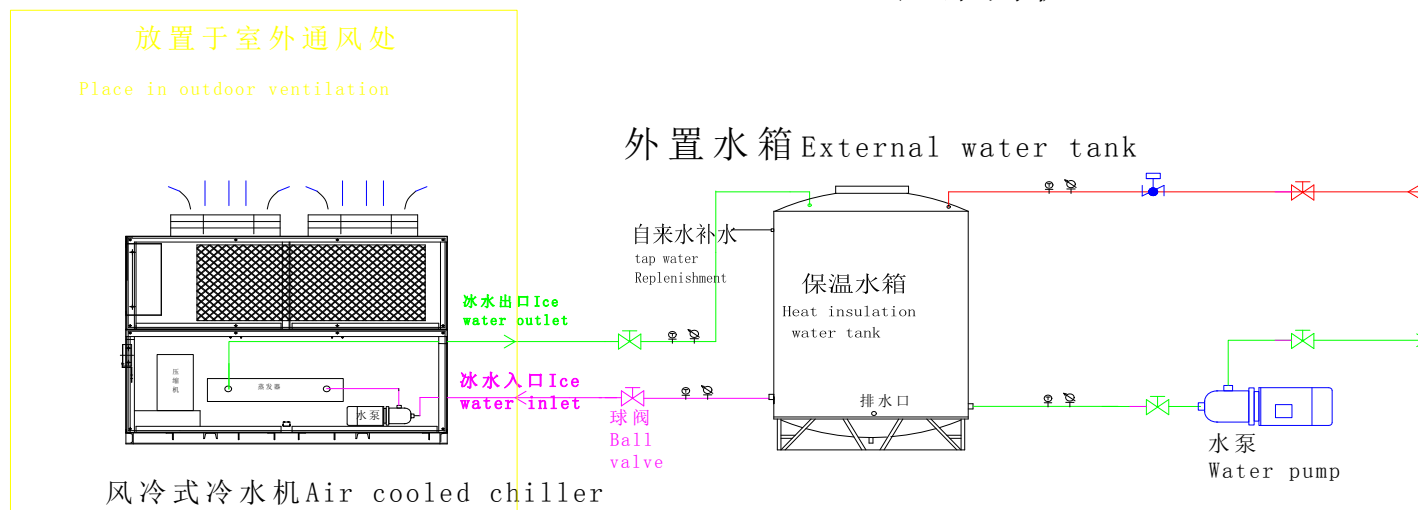 放置于室外通风处
Place in outdoor ventilation
外置水箱External water tank
自来水补水
tap water
Replenishment
保温水箱
Heat insulation
water tank
冰水出口Ice
water outlet
压缩机
蒸发器
冰水入口Ice
water inlet
水泵
排水口
球阀
Ball
valve
水泵
Water pump
风冷式冷水机Air cooled chiller